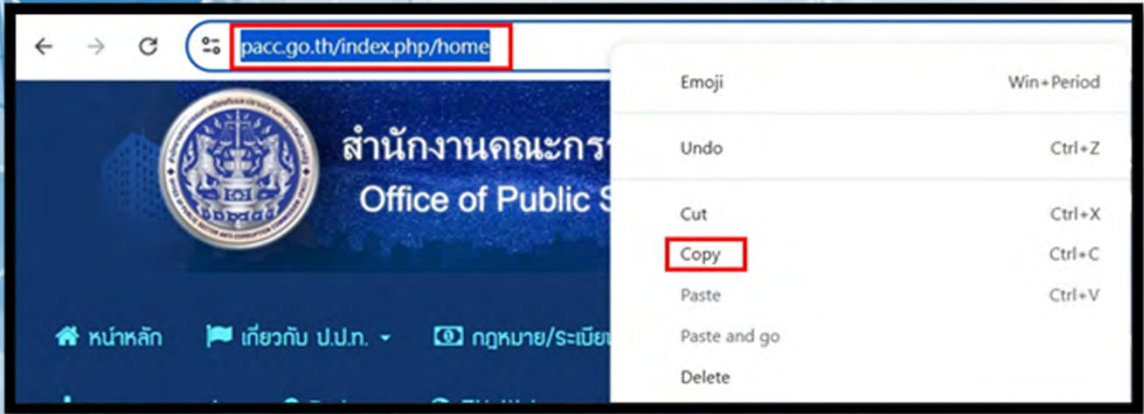 pacc.go.th/index.php/home
Emoji Win+Period
Undo Ctrl+Z
Cut Ctrl+X
Copy Ctrl+C
Paste Ctrl+V
Paste and go
Delete
สำนักงานคณะกรร
Office of Public S
หน้าหลัก เกี่ยวกับ ป.ป.ท. กฎหมาย/ระเบียบ